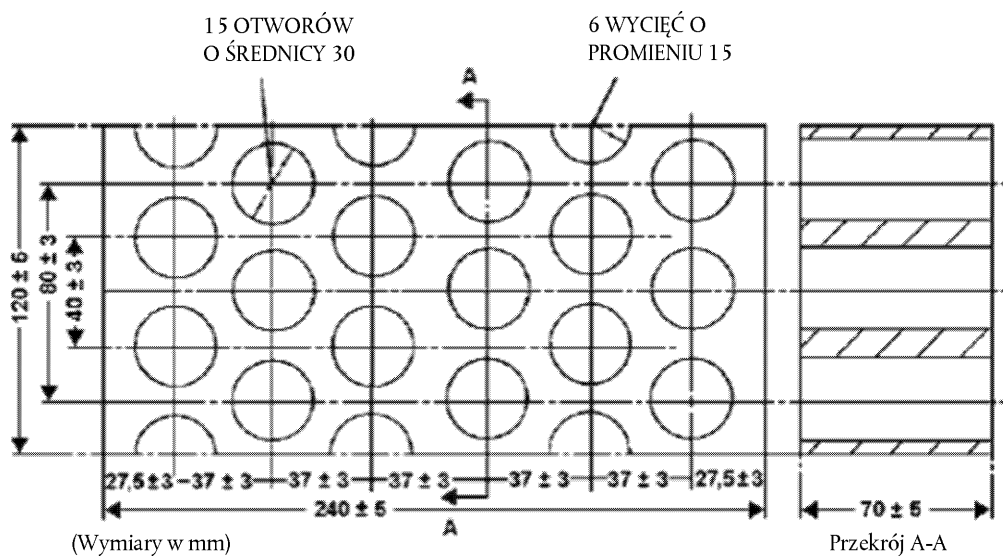 15 OTWORÓW
O ŚREDNICY 30
6 WYCIĘĆ O
PROMIENIU 15
A
120 ± 6
80 ± 3
40 ± 3
27,5 ± 3 37 ± 3 37 ± 3 37 ± 3 37 ± 3 37 ± 3 27,5 ± 3
240 ± 5
A
70 ± 5
(Wymiary w mm)
Przekrój A-A